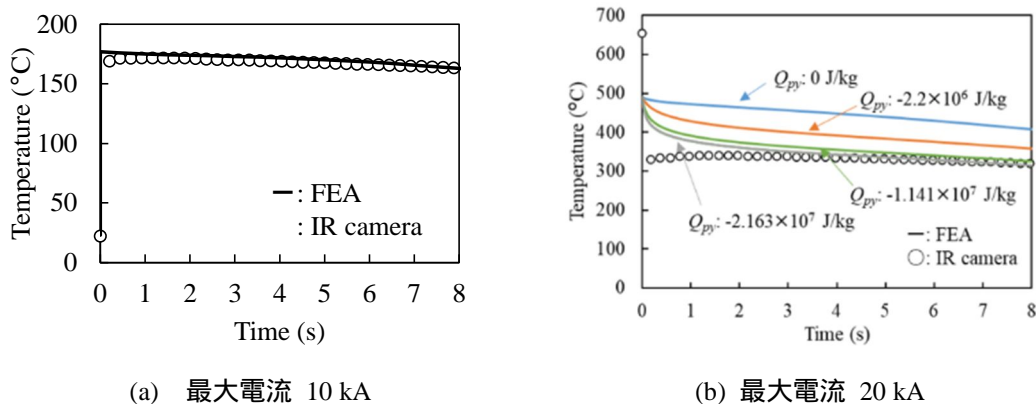 200
150
100
50
0
Temperature (°C)
0 1 2 3 4 5 6 7 8
Time (s)
: FEA
: IR camera
(a) 最大電流 10 kA
700
600
500
400
300
200
100
0
Temperature (°C)
Qpy: 0 J/kg
Qpy: -2.2×10⁶ J/kg
Qpy: -1.141×10⁷ J/kg
Qpy: -2.163×10⁷ J/kg
: FEA
: IR camera
0 1 2 3 4 5 6 7 8
Time (s)
(b) 最大電流 20 kA